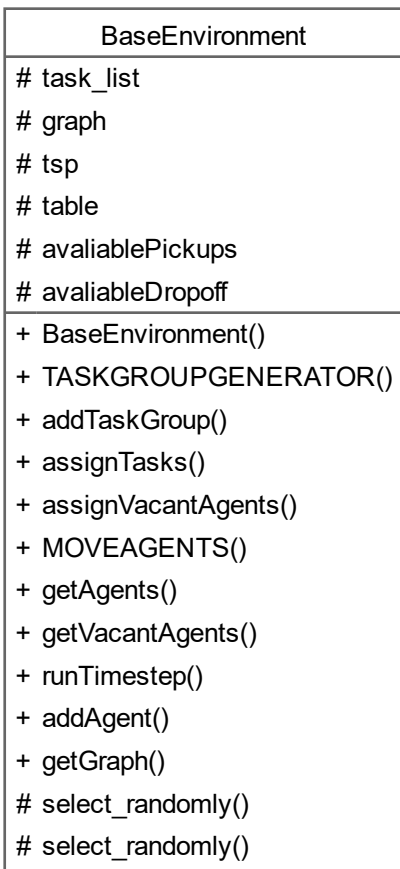 BaseEnvironment
# task_list
# graph
# tsp
# table
# avaliablePickups
# avaliableDropoff
+ BaseEnvironment()
+ TASKGROUPGENERATOR()
+ addTaskGroup()
+ assignTasks()
+ assignVacantAgents()
+ MOVEAGENTS()
+ getAgents()
+ getVacantAgents()
+ runTimestep()
+ addAgent()
+ getGraph()
# select_randomly()
# select_randomly()